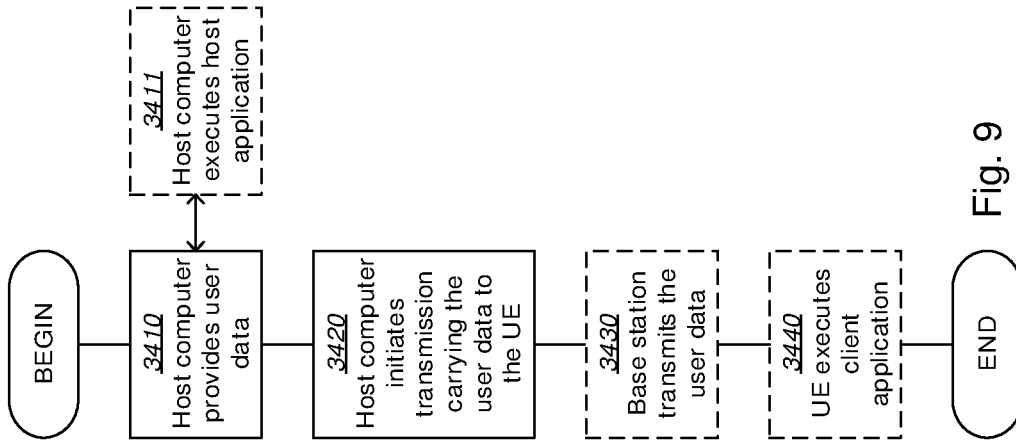 BEGIN
3410
Host computer
provides user
data
3411
Host computer
executes host
application
3420
Host computer
initiates
transmission
carrying the
user data to
the UE
3430
Base station
transmits the
user data
3440
UE executes
client
application
END
Fig. 9